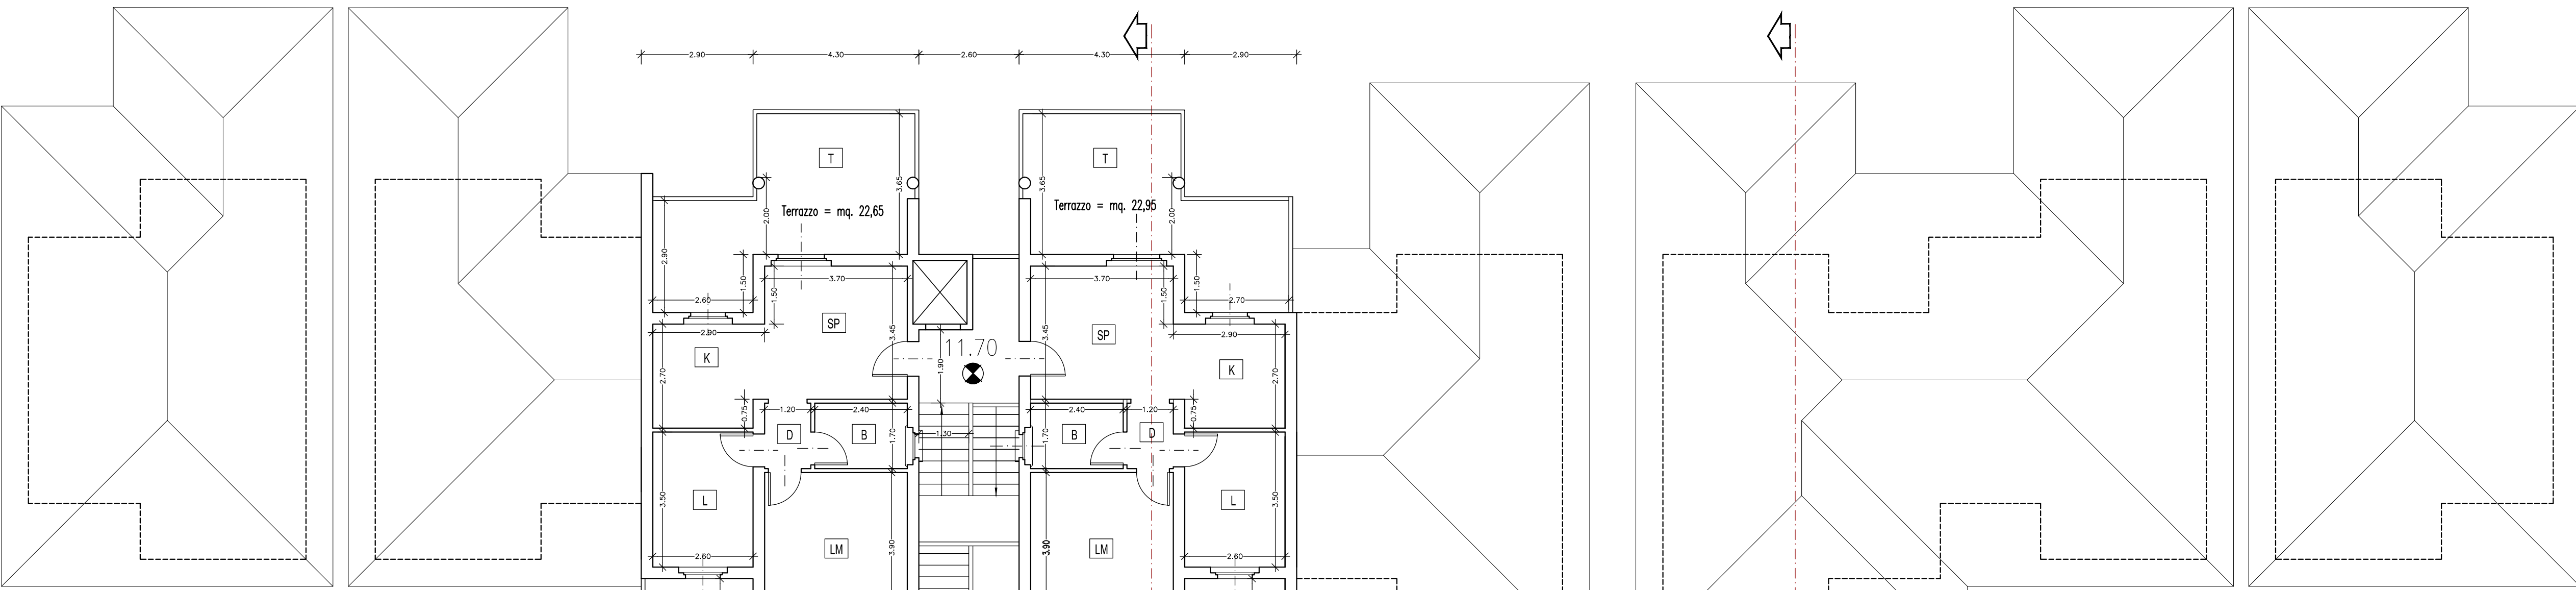 2.90 4.30 2.60 4.30 2.90
T T
3.65 3.65
Terrazzo = mq. 22,65 Terrazzo = mq. 22,95
2.00 2.00
2.90
1.50 1.50 1.50 1.50
3.70 3.70
2.60 2.70
SP SP
2.90 2.90
3.45 3.45
11.70
1.90
K K
2.70 2.70
0.75 1.20 2.40 2.40 1.20 0.75
D B B D
1.70 1.30 1.70
L L
3.50 3.50
LM LM
3.90 3.90
2.60 2.60